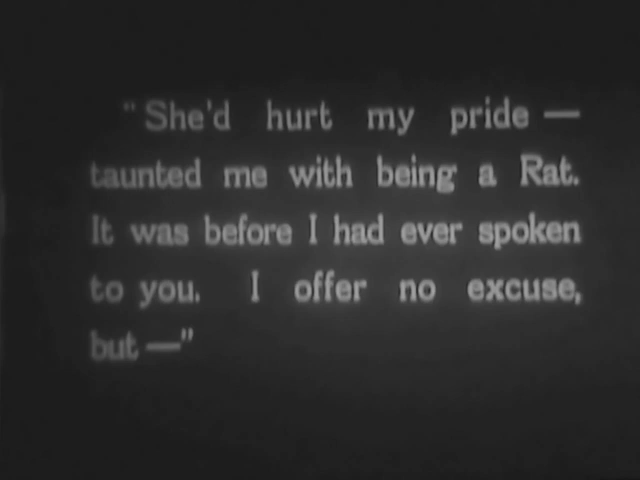 "She'd hurt my pride —
taunted me with being a Rat.
It was before I had ever spoken
to you. I offer no excuse,
but —"